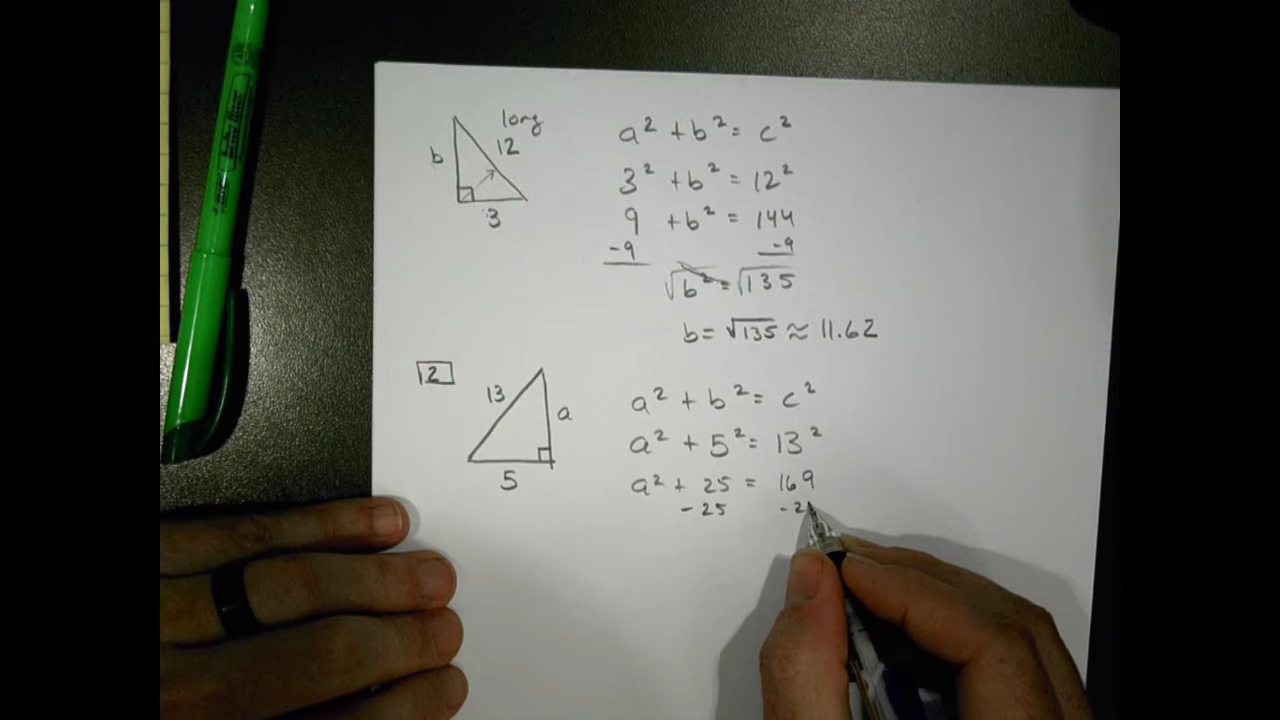 long
b 12
3
a² + b² = c²
3² + b² = 12²
9 + b² = 144
-9 -9
√b² = √135
b = √135 ≈ 11.62
2
13 a
5
a² + b² = c²
a² + 5² = 13²
a² + 25 = 169
-25 -2